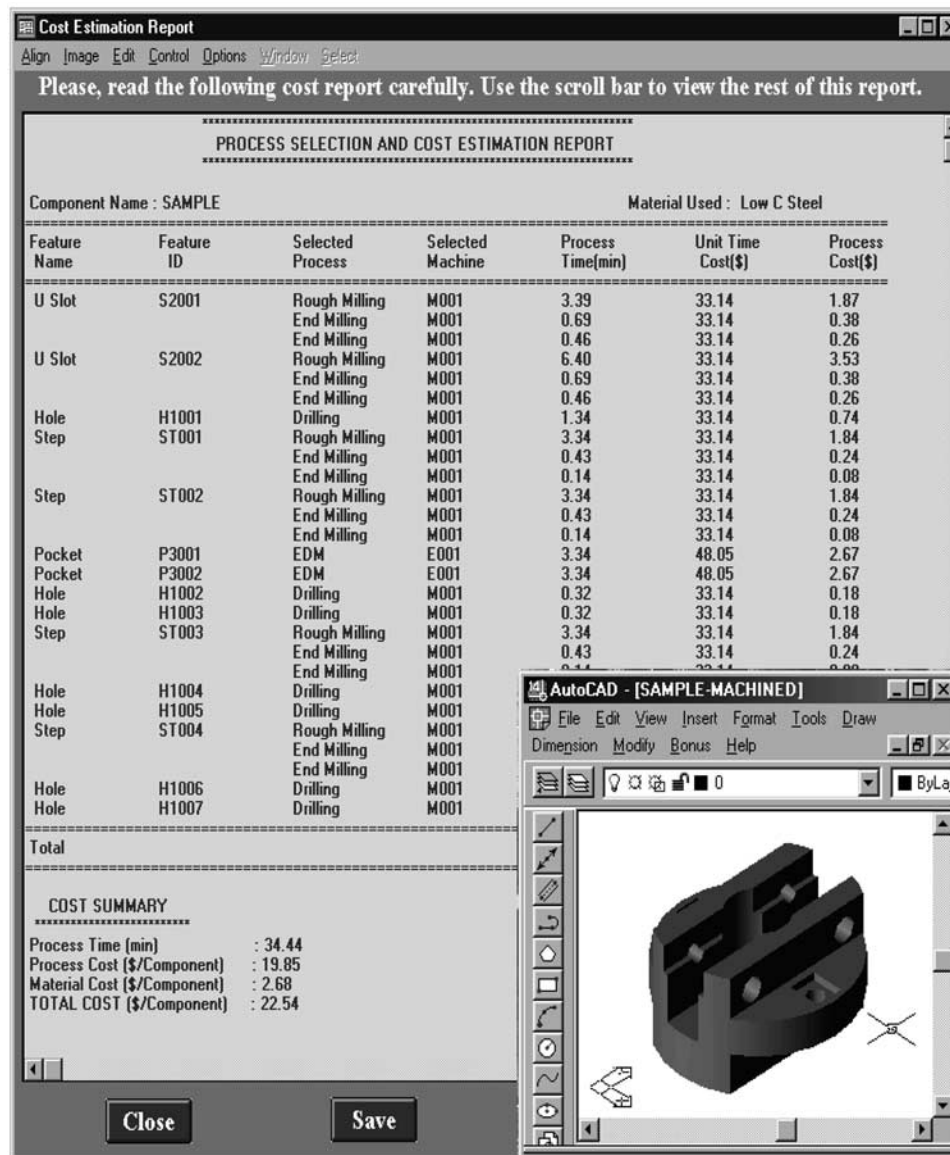 Cost Estimation Report
Align Image Edit Control Options Window Select
Please, read the following cost report carefully. Use the scroll bar to view the rest of this report.
PROCESS SELECTION AND COST ESTIMATION REPORT
Component Name : SAMPLE Material Used : Low C Steel
Feature Feature Selected Selected Process Unit Time Process
Name ID Process Machine Time(min) Cost($) Cost($)
U Slot S2001 Rough Milling M001 3.39 33.14 1.87
End Milling M001 0.69 33.14 0.38
End Milling M001 0.46 33.14 0.26
U Slot S2002 Rough Milling M001 6.40 33.14 3.53
End Milling M001 0.69 33.14 0.38
End Milling M001 0.46 33.14 0.26
Hole H1001 Drilling M001 1.34 33.14 0.74
Step ST001 Rough Milling M001 3.34 33.14 1.84
End Milling M001 0.43 33.14 0.24
End Milling M001 0.14 33.14 0.08
Step ST002 Rough Milling M001 3.34 33.14 1.84
End Milling M001 0.43 33.14 0.24
End Milling M001 0.14 33.14 0.08
Pocket P3001 EDM E001 3.34 48.05 2.67
Pocket P3002 EDM E001 3.34 48.05 2.67
Hole H1002 Drilling M001 0.32 33.14 0.18
Hole H1003 Drilling M001 0.32 33.14 0.18
Step ST003 Rough Milling M001 3.34 33.14 1.84
End Milling M001 0.43 33.14 0.24
End Milling M001
Hole H1004 Drilling M001
Hole H1005 Drilling M001
Step ST004 Rough Milling M001
End Milling M001
End Milling M001
Hole H1006 Drilling M001
Hole H1007 Drilling M001
Total
COST SUMMARY
Process Time (min) : 34.44
Process Cost ($/Component) : 19.85
Material Cost ($/Component) : 2.68
TOTAL COST ($/Component) : 22.54
Close Save
AutoCAD - [SAMPLE-MACHINED]
File Edit View Insert Format Tools Draw
Dimension Modify Bonus Help
0 ByLa